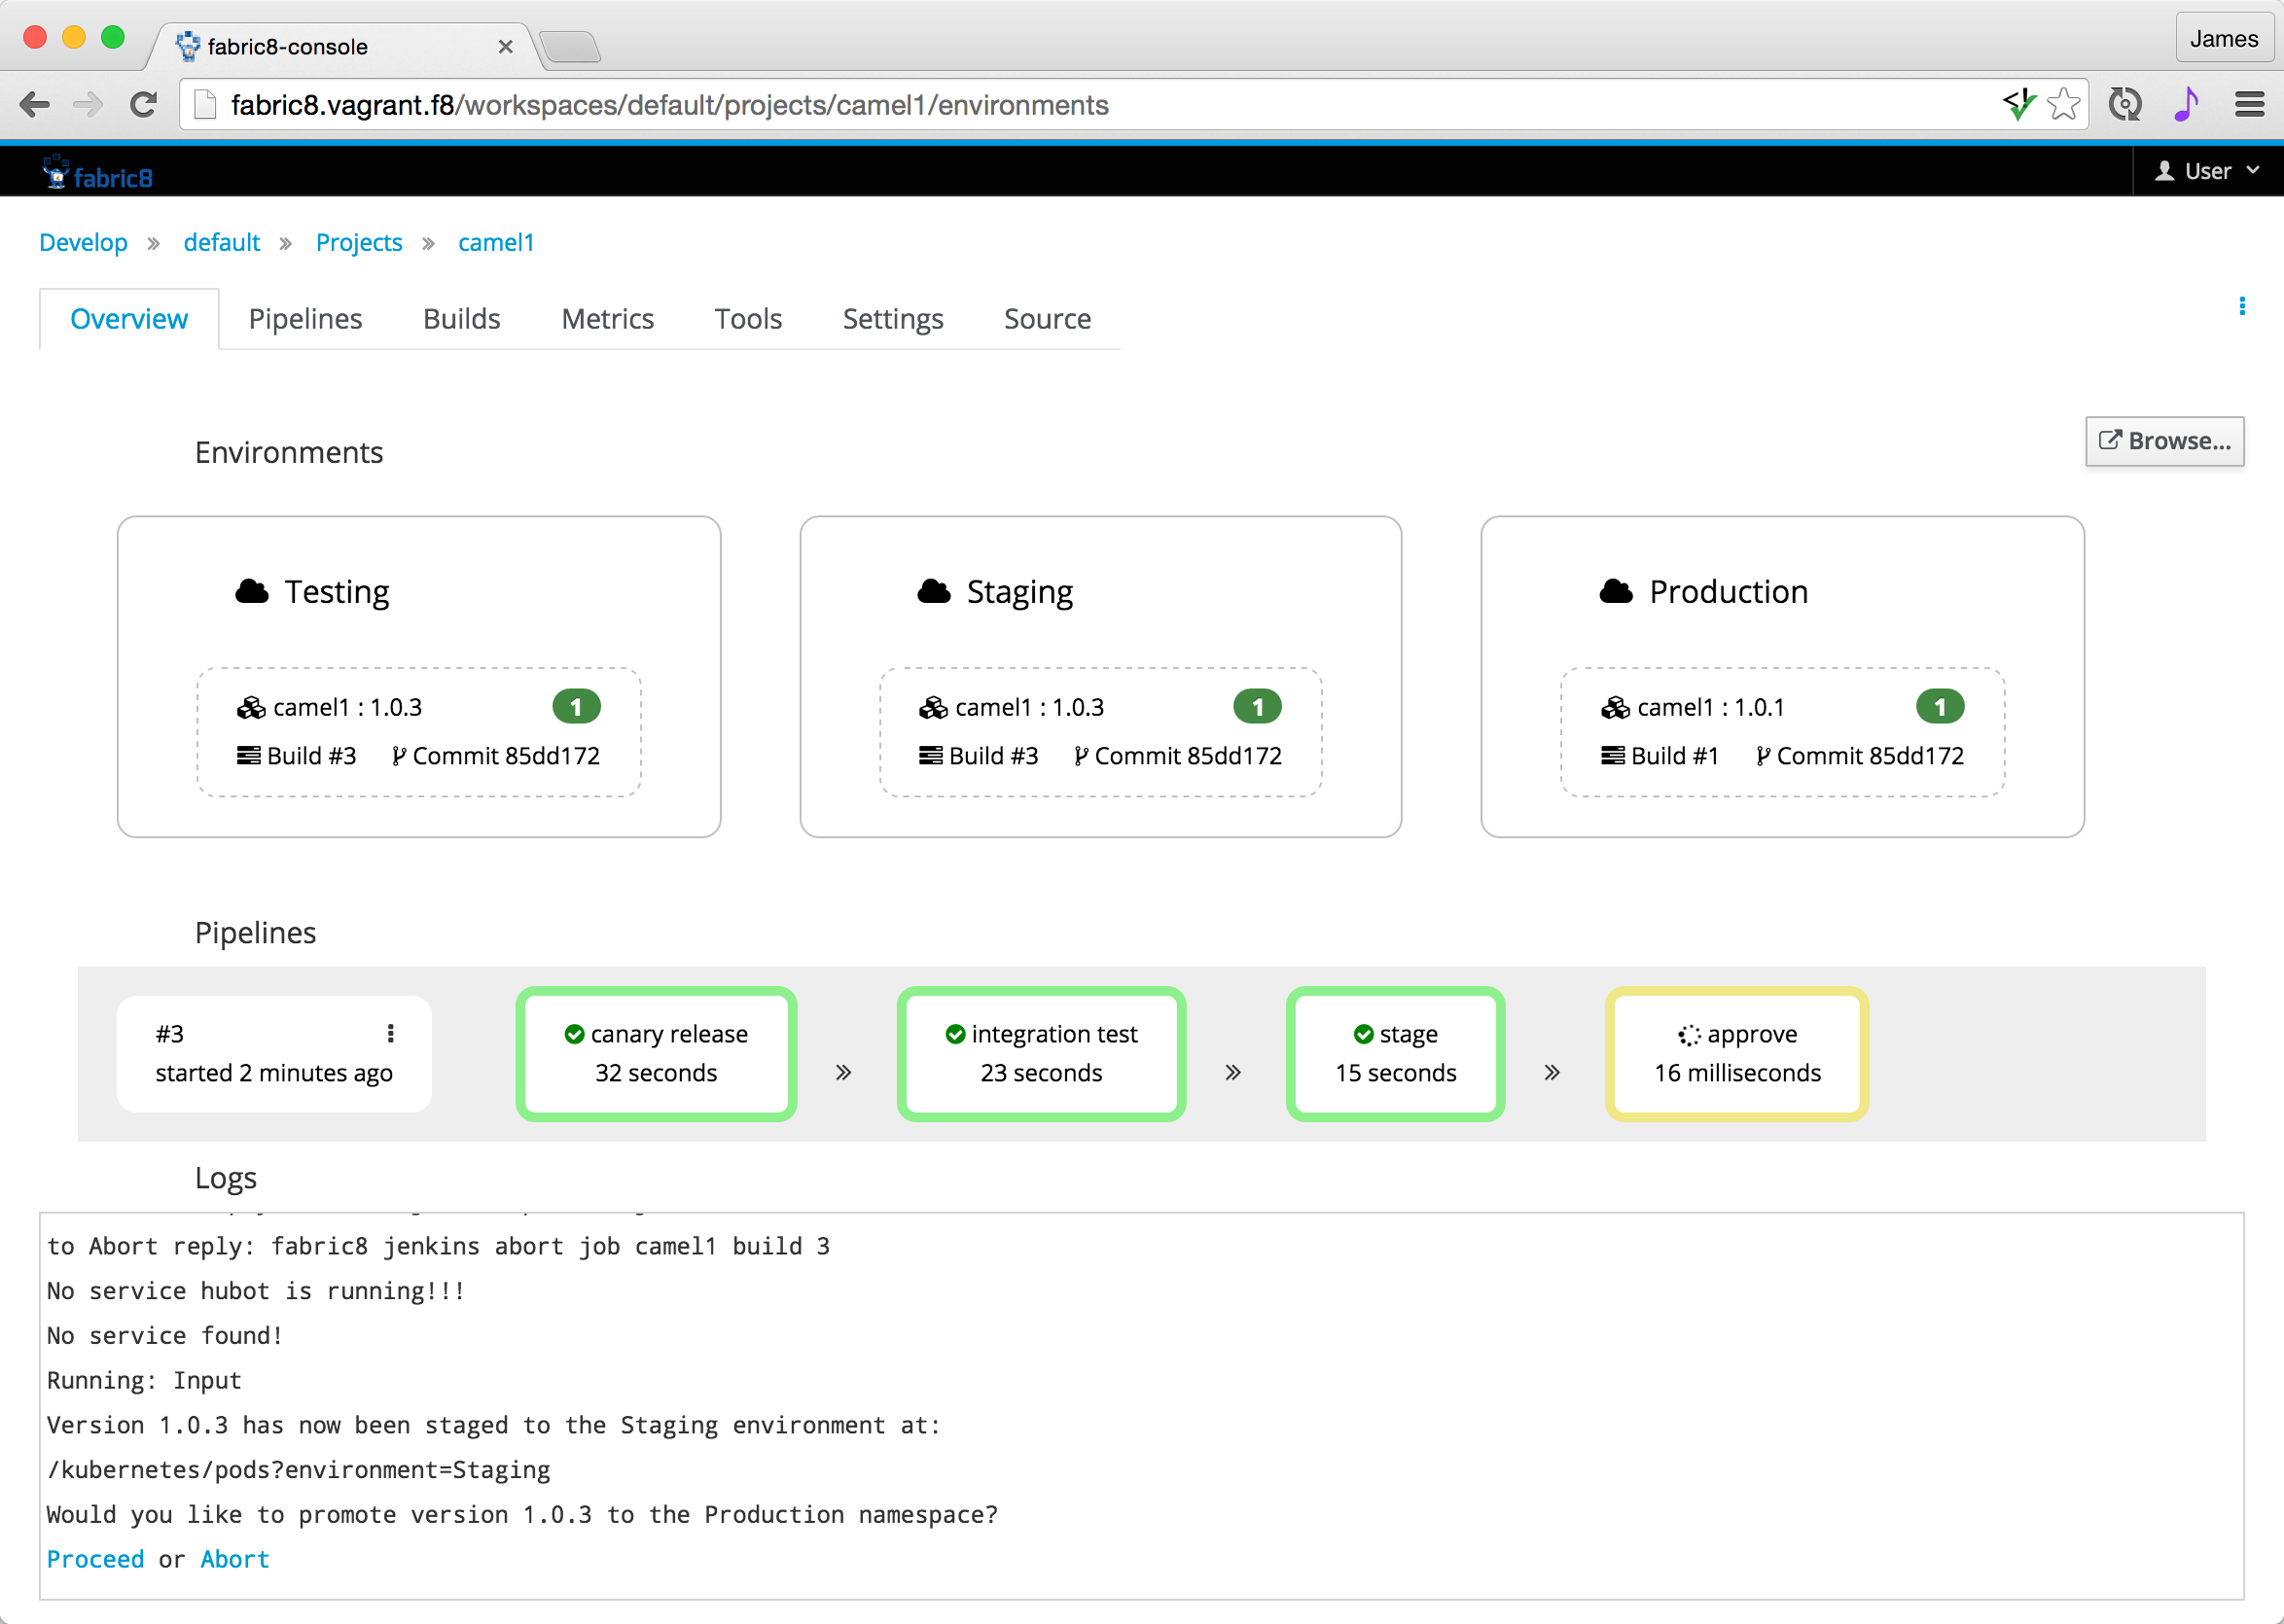 fabric8-console
James
fabric8.vagrant.f8/workspaces/default/projects/camel1/environments
fabric8
User
Develop » default » Projects » camel1
Overview Pipelines Builds Metrics Tools Settings Source
Environments
Browse...
Testing
camel1 : 1.0.3 1
Build #3 Commit 85dd172
Staging
camel1 : 1.0.3 1
Build #3 Commit 85dd172
Production
camel1 : 1.0.1 1
Build #1 Commit 85dd172
Pipelines
#3
started 2 minutes ago
canary release
32 seconds
»
integration test
23 seconds
»
stage
15 seconds
»
approve
16 milliseconds
Logs
to Abort reply: fabric8 jenkins abort job camel1 build 3
No service hubot is running!!!
No service found!
Running: Input
Version 1.0.3 has now been staged to the Staging environment at:
/kubernetes/pods?environment=Staging
Would you like to promote version 1.0.3 to the Production namespace?
Proceed or Abort